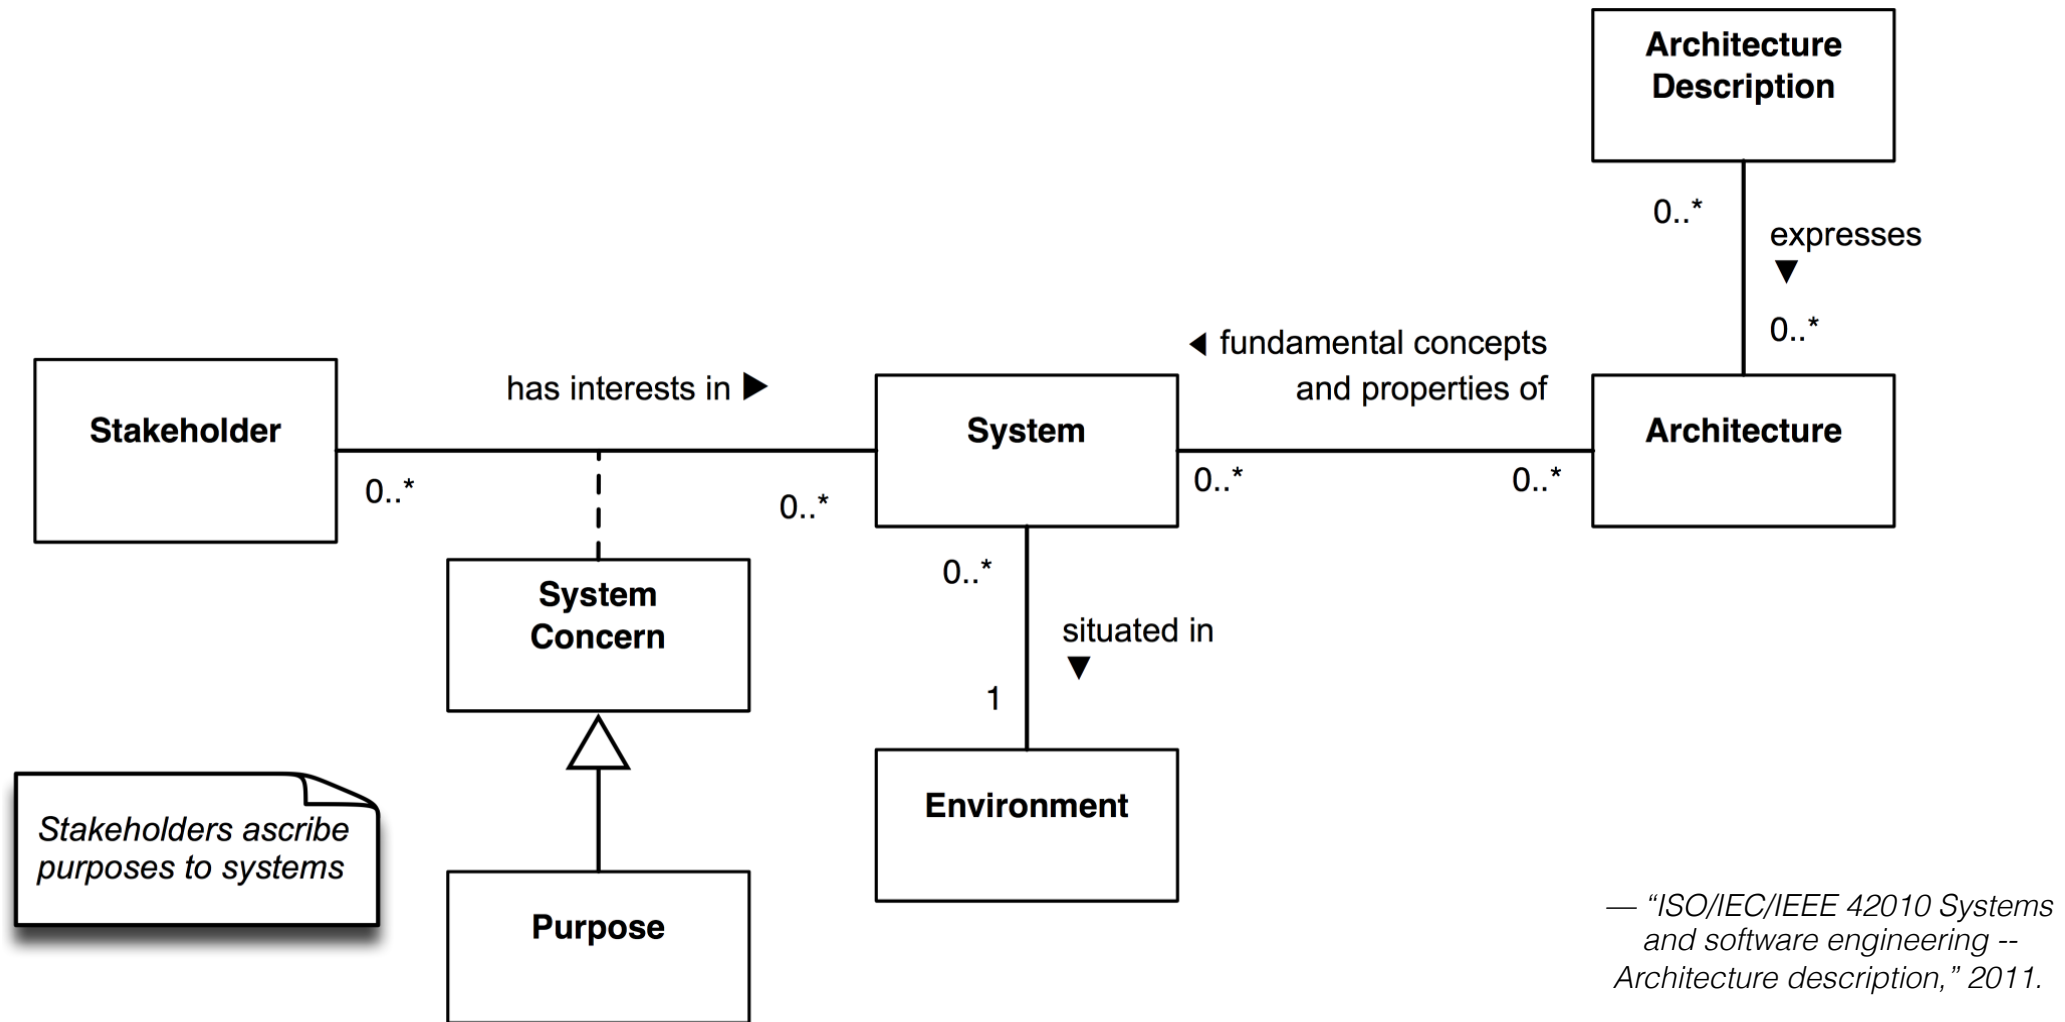 Architecture
Description
0..*
expresses
▼
0..*
◀ fundamental concepts
and properties of
has interests in ▶
Stakeholder
System
Architecture
0..*
0..*
0..*
0..*
System
Concern
0..*
situated in
▼
1
Environment
Stakeholders ascribe
purposes to systems
Purpose
— “ISO/IEC/IEEE 42010 Systems
and software engineering --
Architecture description,” 2011.